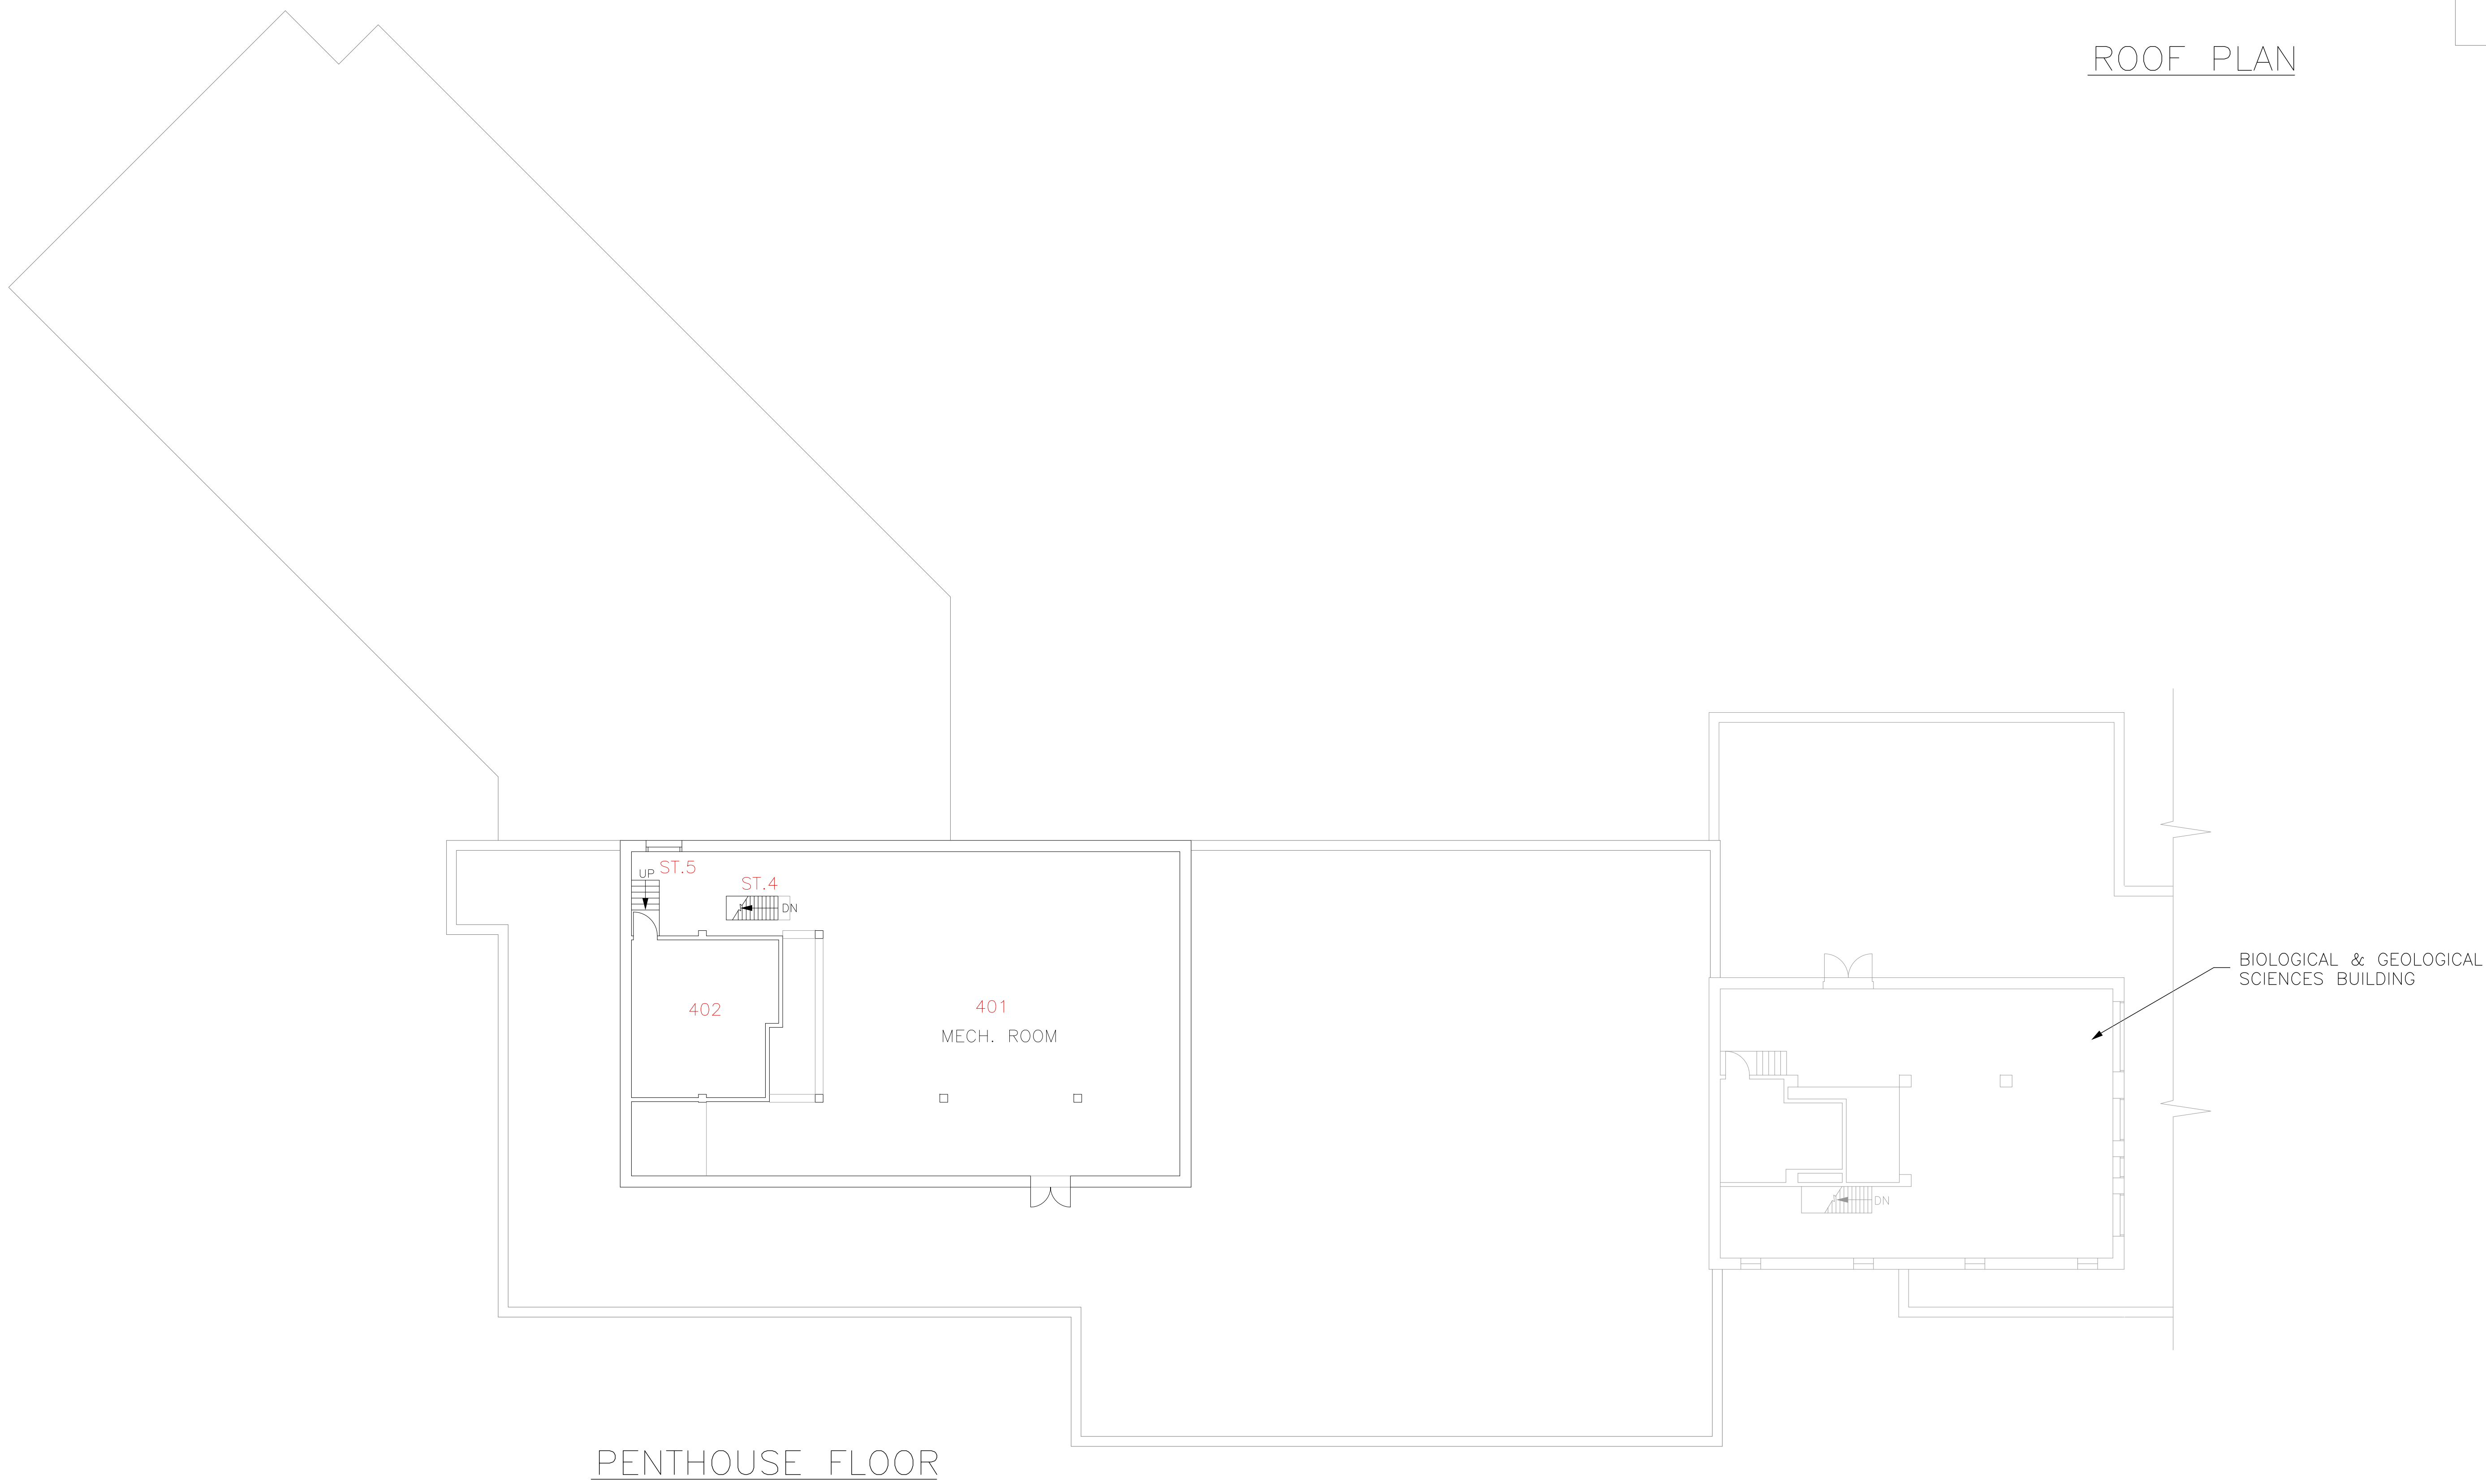 ROOF PLAN
ST.5
UP
ST.4
DN
BIOLOGICAL & GEOLOGICAL
SCIENCES BUILDING
402
401
MECH. ROOM
DN
PENTHOUSE FLOOR